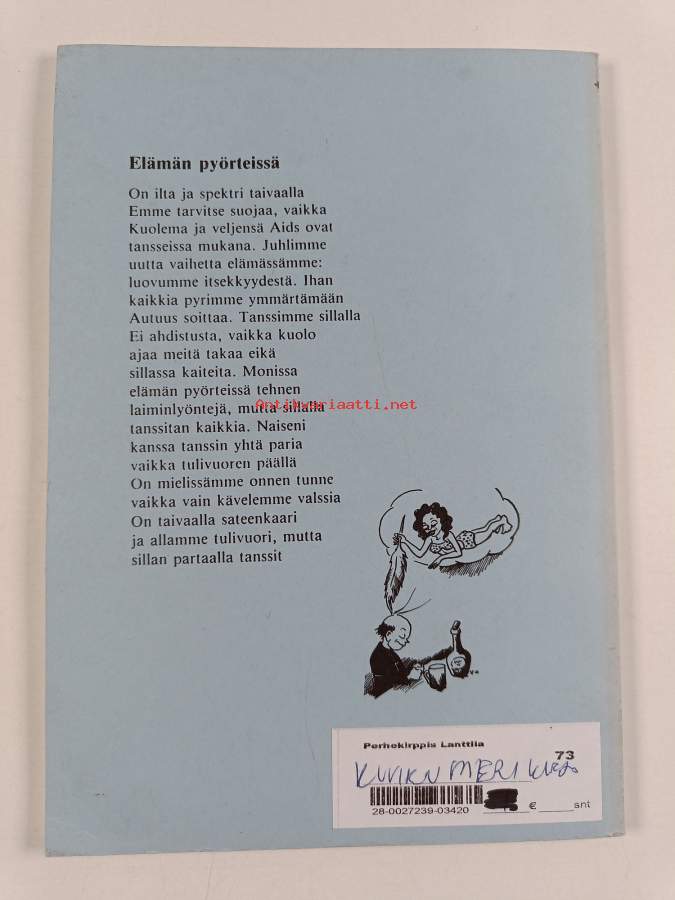 Elämän pyörteissä
On ilta ja spektri taivaalla
Emme tarvitse suojaa, vaikka
Kuolema ja veljensä Aids ovat
tansseissa mukana. Juhlimme
uutta vaihetta elämässämme:
luovumme itsekkyydestä. Ihan
kaikkia pyrimme ymmärtämään
Autuus soittaa. Tanssimme sillalla
Ei ahdistusta, vaikka kuolo
ajaa meitä takaa eikä
sillassa kaiteita. Monissa
elämän pyörteissä tehnen
laiminlyöntejä, mutta sillalla
tanssitan kaikkia. Naiseni
kanssa tanssin yhtä paria
vaikka tulivuoren päällä
On mielissämme onnen tunne
vaikka vain kävelemme valssia
On taivaalla sateenkaari
ja allamme tulivuori, mutta
sillan partaalla tanssit
Antikvariaatti.net
Perhekirppis Lanttila
73
MERI
28-0027239-03420
€ snt